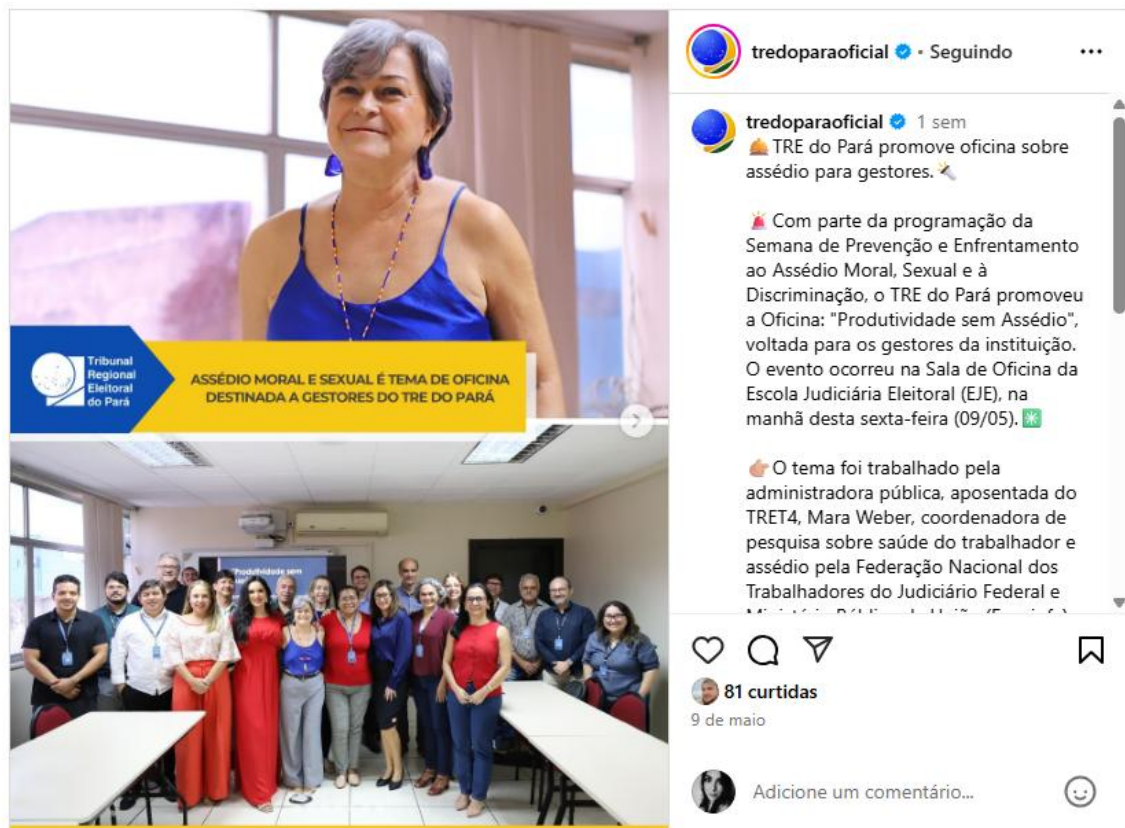 Tribunal
Regional
Eleitoral
do Pará
ASSÉDIO MORAL E SEXUAL É TEMA DE OFICINA
DESTINADA A GESTORES DO TRE DO PARÁ
"Produtividade sem
tredoparaoficial • Seguindo
tredoparaoficial 1 sem
TRE do Pará promove oficina sobre
assédio para gestores.
Com parte da programação da
Semana de Prevenção e Enfrentamento
ao Assédio Moral, Sexual e à
Discriminação, o TRE do Pará promoveu
a Oficina: "Produtividade sem Assédio",
voltada para os gestores da instituição.
O evento ocorreu na Sala de Oficina da
Escola Judiciária Eleitoral (EJE), na
manhã desta sexta-feira (09/05).
O tema foi trabalhado pela
administradora pública, aposentada do
TRET4, Mara Weber, coordenadora de
pesquisa sobre saúde do trabalhador e
assédio pela Federação Nacional dos
Trabalhadores do Judiciário Federal e
81 curtidas
9 de maio
Adicione um comentário...